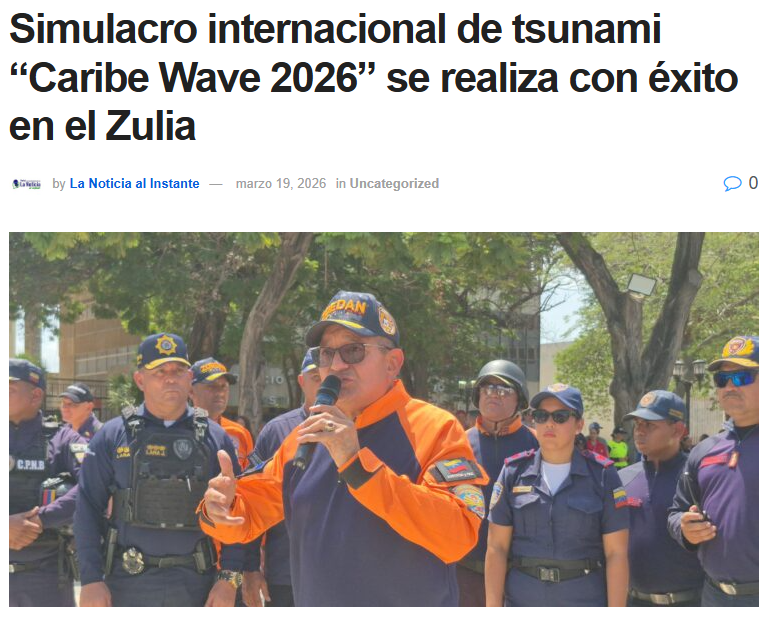 Simulacro internacional de tsunami
“Caribe Wave 2026” se realiza con éxito
en el Zulia
by La Noticia al Instante — marzo 19, 2026 in Uncategorized
0
C.P.N.B
LARA J.